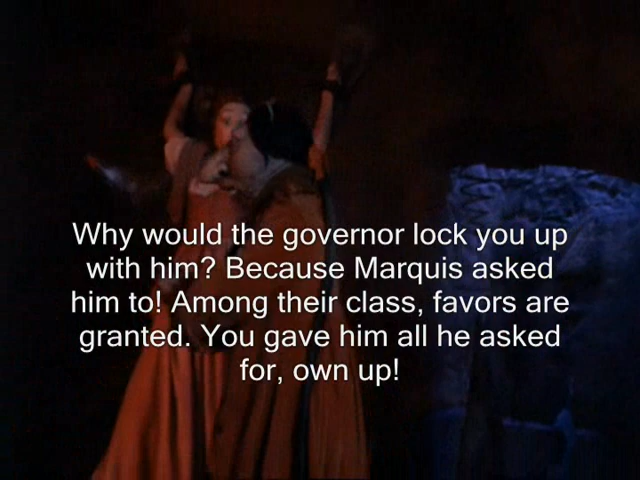 Why would the governor lock you up
with him? Because Marquis asked
him to! Among their class, favors are
granted. You gave him all he asked
for, own up!